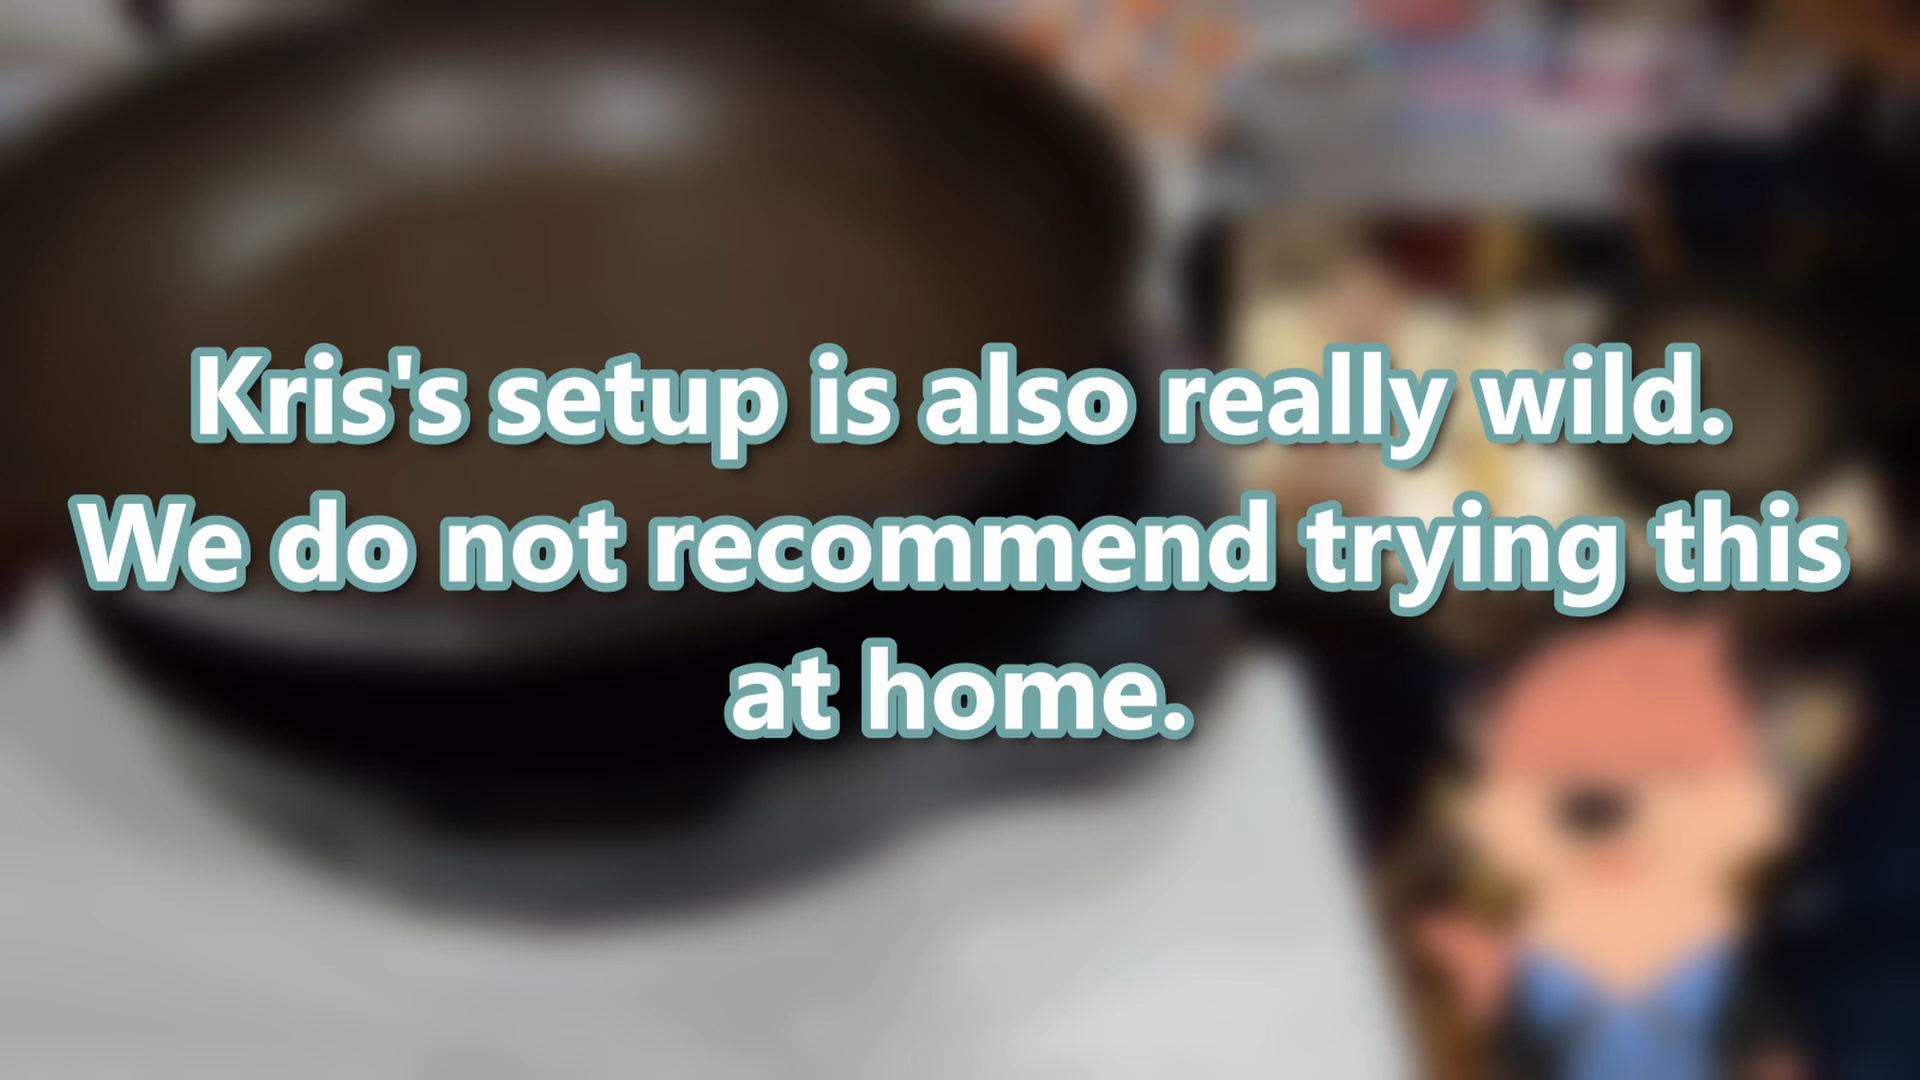 Kris's setup is also really wild.
We do not recommend trying this
at home.